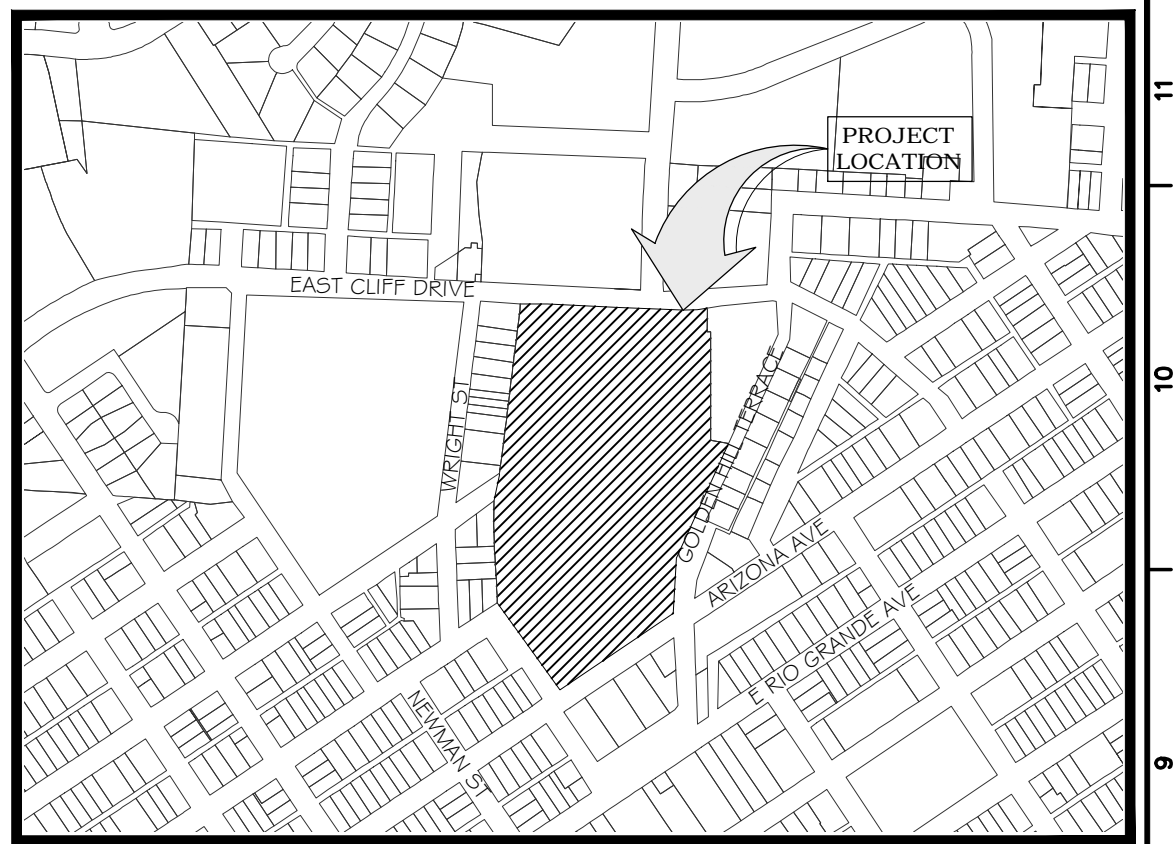 PROJECT
LOCATION
EAST CLIFF DRIVE
WRIGHT ST
GOLDEN HILL TERRACE
ARIZONA AVE
E RIO GRANDE AVE
NEWMAN ST
11
10
9